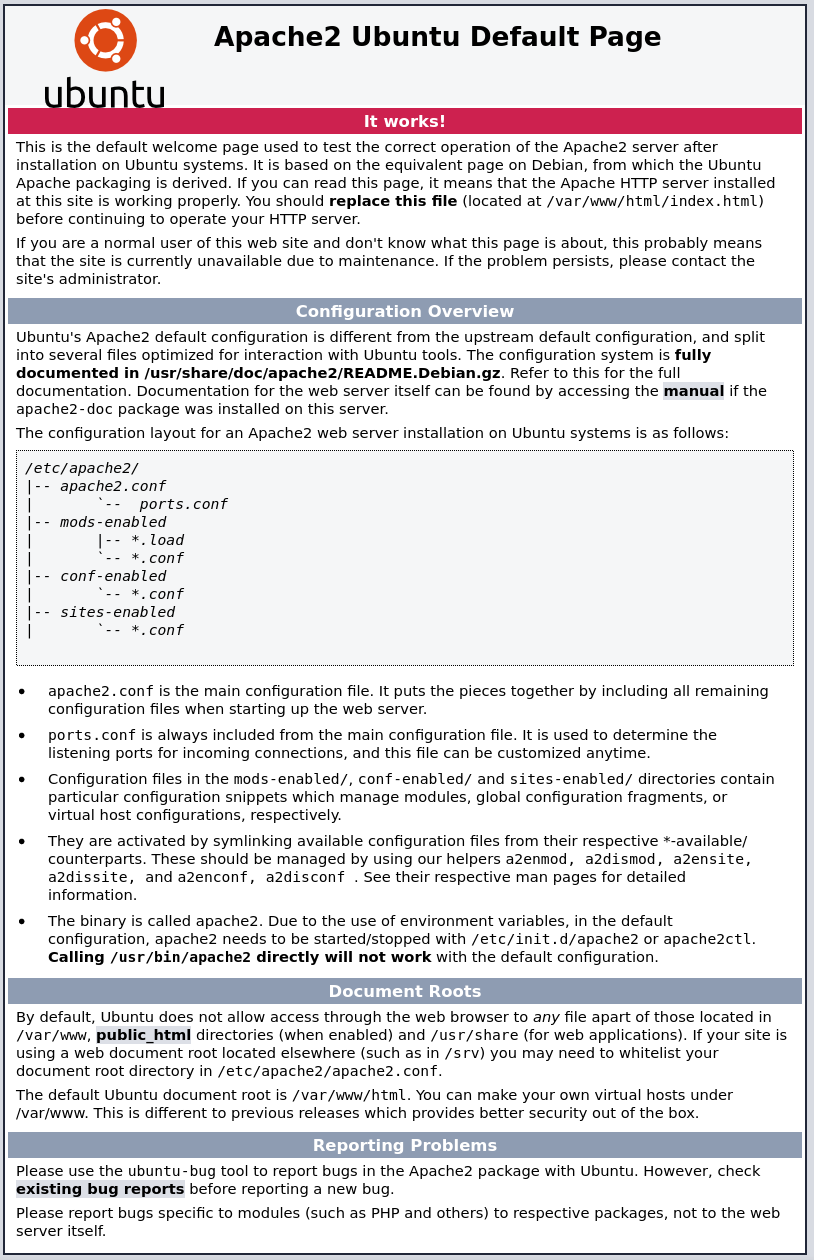 ubuntu
Apache2 Ubuntu Default Page
It works!
This is the default welcome page used to test the correct operation of the Apache2 server after
installation on Ubuntu systems. It is based on the equivalent page on Debian, from which the Ubuntu
Apache packaging is derived. If you can read this page, it means that the Apache HTTP server installed
at this site is working properly. You should replace this file (located at /var/www/html/index.html)
before continuing to operate your HTTP server.
If you are a normal user of this web site and don't know what this page is about, this probably means
that the site is currently unavailable due to maintenance. If the problem persists, please contact the
site's administrator.
Configuration Overview
Ubuntu's Apache2 default configuration is different from the upstream default configuration, and split
into several files optimized for interaction with Ubuntu tools. The configuration system is fully
documented in /usr/share/doc/apache2/README.Debian.gz. Refer to this for the full
documentation. Documentation for the web server itself can be found by accessing the manual if the
apache2-doc package was installed on this server.
The configuration layout for an Apache2 web server installation on Ubuntu systems is as follows:
/etc/apache2/
|-- apache2.conf
|       `--  ports.conf
|-- mods-enabled
|       |-- *.load
|       `-- *.conf
|-- conf-enabled
|       `-- *.conf
|-- sites-enabled
|       `-- *.conf
• apache2.conf is the main configuration file. It puts the pieces together by including all remaining
configuration files when starting up the web server.
• ports.conf is always included from the main configuration file. It is used to determine the
listening ports for incoming connections, and this file can be customized anytime.
• Configuration files in the mods-enabled/, conf-enabled/ and sites-enabled/ directories contain
particular configuration snippets which manage modules, global configuration fragments, or
virtual host configurations, respectively.
• They are activated by symlinking available configuration files from their respective *-available/
counterparts. These should be managed by using our helpers a2enmod, a2dismod, a2ensite,
a2dissite, and a2enconf, a2disconf . See their respective man pages for detailed
information.
• The binary is called apache2. Due to the use of environment variables, in the default
configuration, apache2 needs to be started/stopped with /etc/init.d/apache2 or apache2ctl.
Calling /usr/bin/apache2 directly will not work with the default configuration.
Document Roots
By default, Ubuntu does not allow access through the web browser to any file apart of those located in
/var/www, public_html directories (when enabled) and /usr/share (for web applications). If your site is
using a web document root located elsewhere (such as in /srv) you may need to whitelist your
document root directory in /etc/apache2/apache2.conf.
The default Ubuntu document root is /var/www/html. You can make your own virtual hosts under
/var/www. This is different to previous releases which provides better security out of the box.
Reporting Problems
Please use the ubuntu-bug tool to report bugs in the Apache2 package with Ubuntu. However, check
existing bug reports before reporting a new bug.
Please report bugs specific to modules (such as PHP and others) to respective packages, not to the web
server itself.